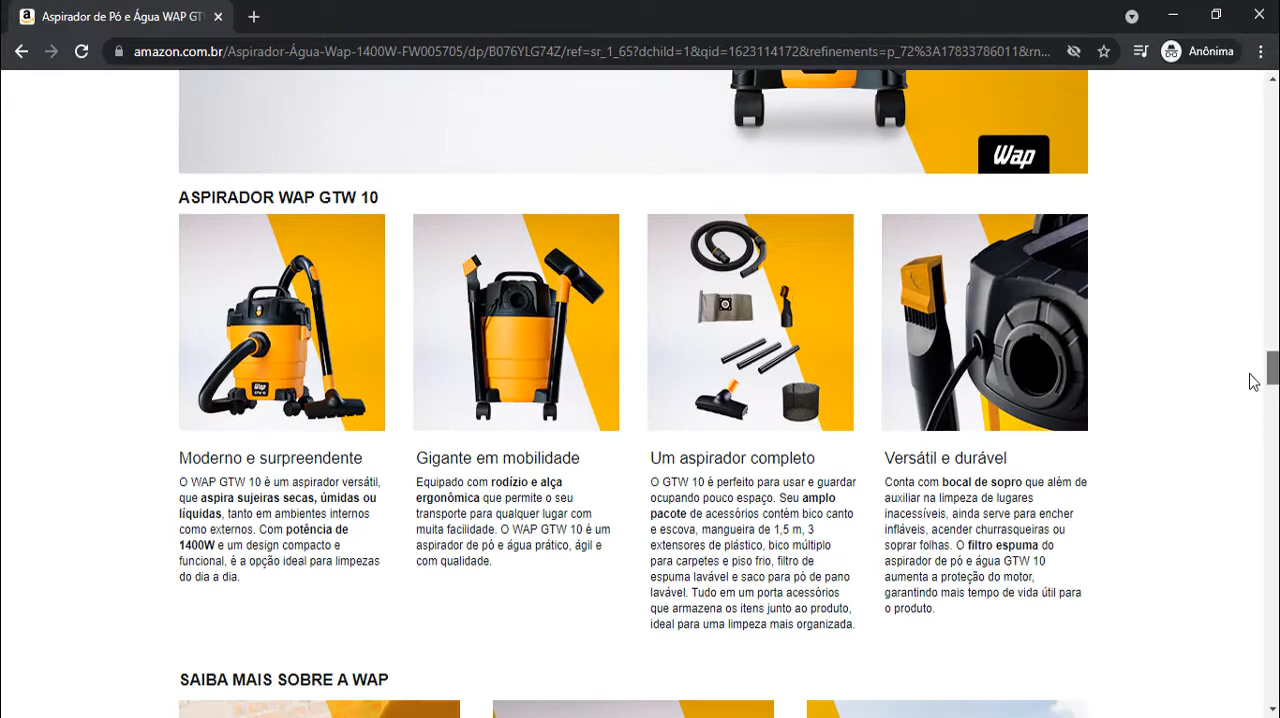 Aspirador de Pó e Água WAP GT
amazon.com.br/Aspirador-Água-Wap-1400W-FW005705/dp/B076YLG74Z/ref=sr_1_65?dchild=1&qid=1623114172&refinements=p_72%3A17833786011&rn...
Anônima
Wap
ASPIRADOR WAP GTW 10
Wap
GTW 10
Moderno e surpreendente
O WAP GTW 10 é um aspirador versátil,
que aspira sujeiras secas, úmidas ou
líquidas, tanto em ambientes internos
como externos. Com potência de
1400W e um design compacto e
funcional, é a opção ideal para limpezas
do dia a dia.
Gigante em mobilidade
Equipado com rodízio e alça
ergonômica que permite o seu
transporte para qualquer lugar com
muita facilidade. O WAP GTW 10 é um
aspirador de pó e água prático, ágil e
com qualidade.
Um aspirador completo
O GTW 10 é perfeito para usar e guardar
ocupando pouco espaço. Seu amplo
pacote de acessórios contém bico canto
e escova, mangueira de 1,5 m, 3
extensores de plástico, bico múltiplo
para carpetes e piso frio, filtro de
espuma lavável e saco para pó de pano
lavável. Tudo em um porta acessórios
que armazena os itens junto ao produto,
ideal para uma limpeza mais organizada.
Versátil e durável
Conta com bocal de sopro que além de
auxiliar na limpeza de lugares
inacessíveis, ainda serve para encher
infláveis, acender churrasqueiras ou
soprar folhas. O filtro espuma do
aspirador de pó e água GTW 10
aumenta a proteção do motor,
garantindo mais tempo de vida útil para
o produto.
SAIBA MAIS SOBRE A WAP